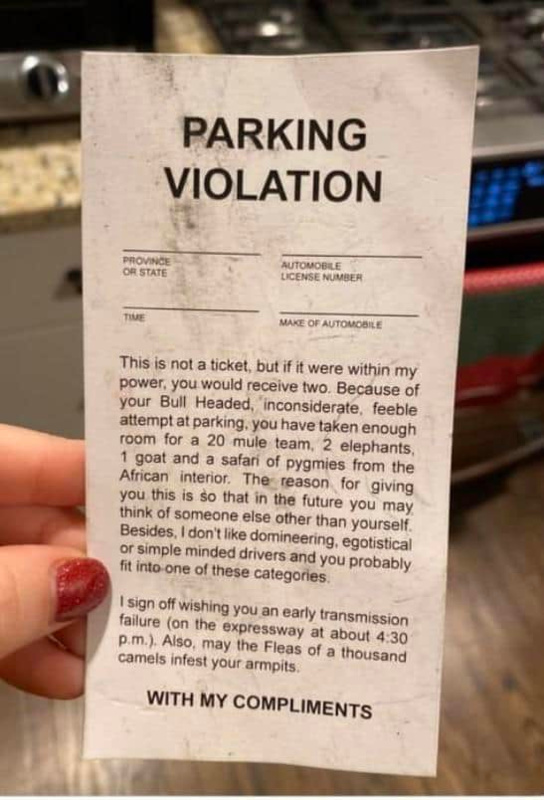 PARKING
VIOLATION
PROVINCE
OR STATE
AUTOMOBILE
LICENSE NUMBER
TIME
MAKE OF AUTOMOBILE
This is not a ticket, but if it were within my
power, you would receive two. Because of
your Bull Headed, inconsiderate, feeble
attempt at parking, you have taken enough
room for a 20 mule team, 2 elephants,
1 goat and a safari of pygmies from the
African interior. The reason for giving
you this is so that in the future you may
think of someone else other than yourself.
Besides, I don't like domineering, egotistical
or simple minded drivers and you probably
fit into one of these categories.
I sign off wishing you an early transmission
failure (on the expressway at about 4:30
p.m.). Also, may the Fleas of a thousand
camels infest your armpits.
WITH MY COMPLIMENTS